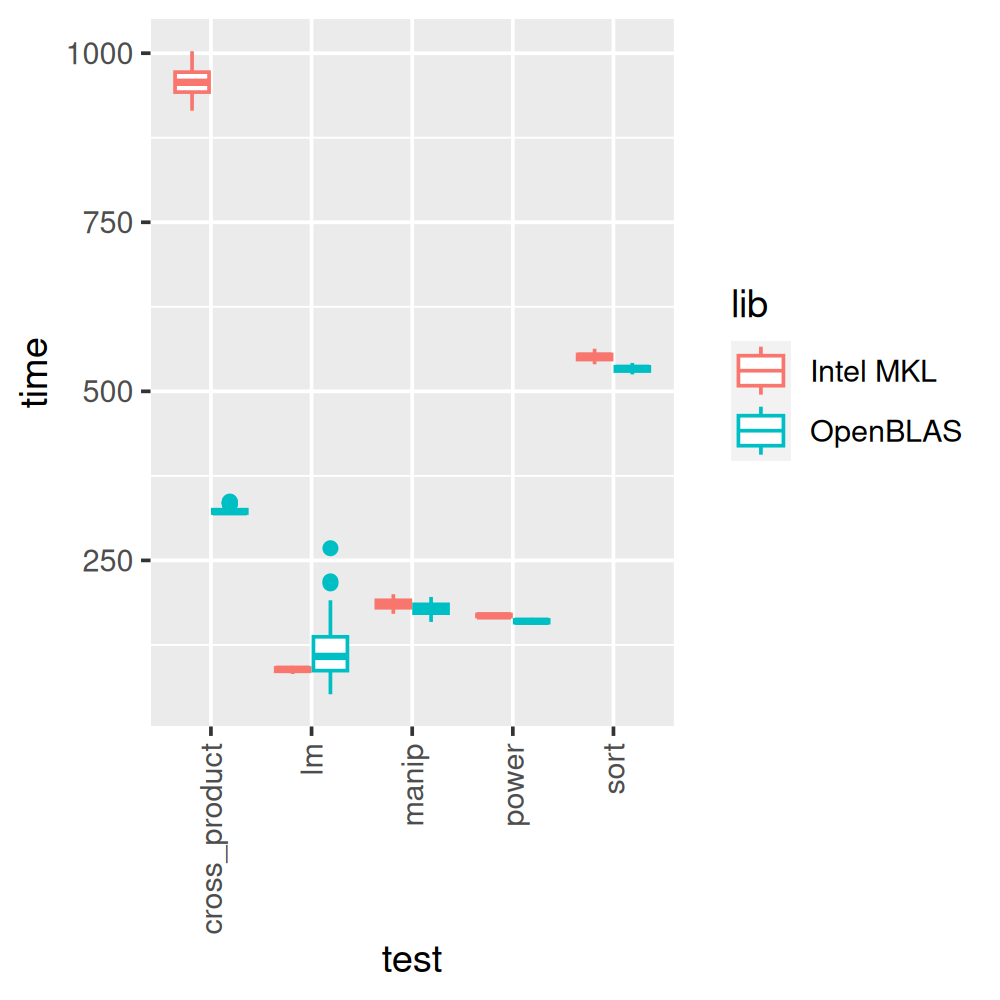 1000
750
500
250
time
cross_product
lm
manip
power
sort
test
lib
Intel MKL
OpenBLAS